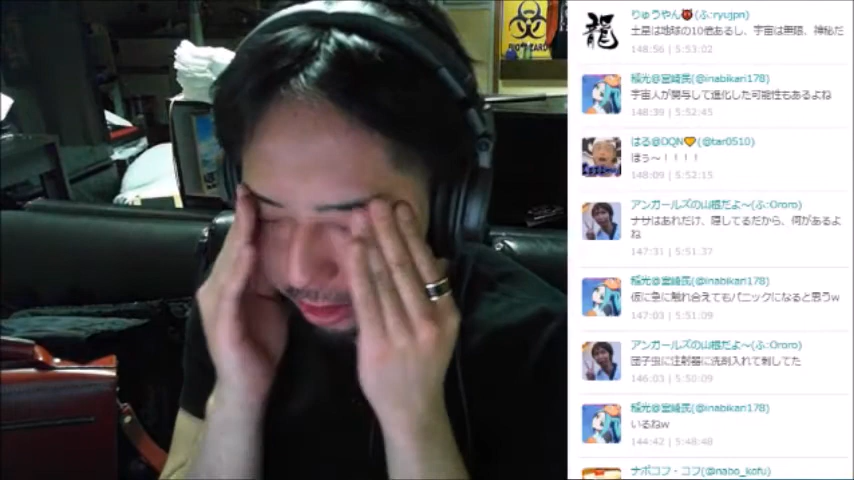 BIOHAZARD
龍
りゅうやん👹(ふ:ryujpn)
土星は地球の10倍あるし、宇宙は無限、神秘だ
148:56 | 5:53:02
稲光@宮崎民(@inabikari178)
宇宙人が関与して進化した可能性もあるよね
148:39 | 5:52:45
はる@DQN💛(@tar0510)
ほぅ~！！！！
148:09 | 5:52:15
アンガールズの山根だよ~(ふ:Ororo)
ナサはあれだけ、隠してるだから、何があるよ
ね
147:31 | 5:51:37
稲光@宮崎民(@inabikari178)
仮に急に触れ合えてもパニックになると思うw
146:31 | 5:51:09
アンガールズの山根だよ~(ふ:Ororo)
団子虫に注射器に洗剤入れて刺してた
146:03 | 5:50:09
稲光@宮崎民(@inabikari178)
いるねw
144:42 | 5:48:48
ナポコフ・コフ(@nabo_kofu)